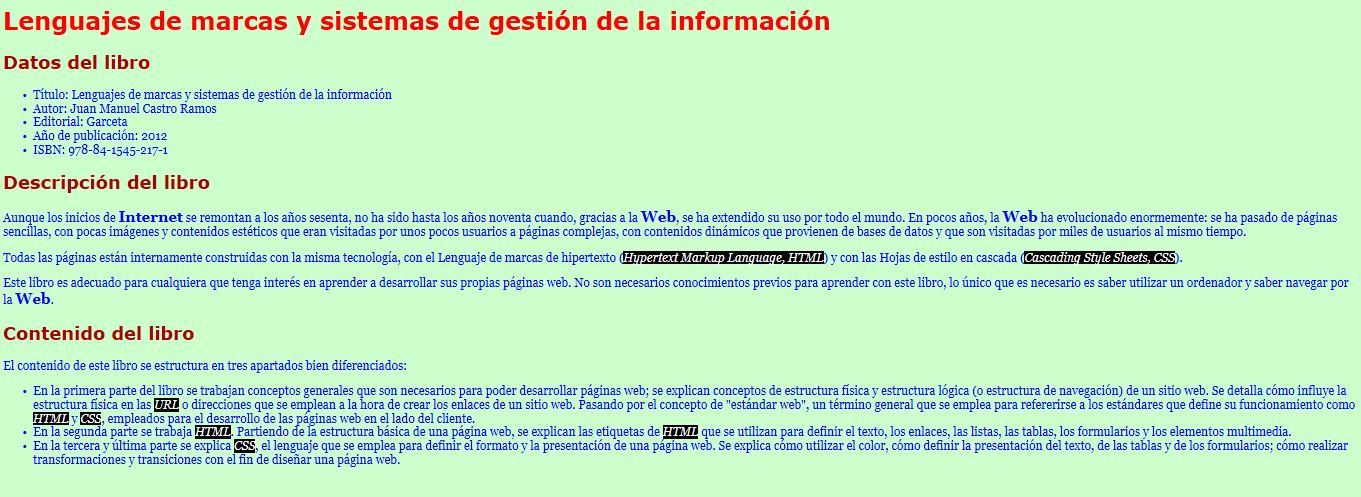 Lenguajes de marcas y sistemas de gestión de la información
Datos del libro
• Título: Lenguajes de marcas y sistemas de gestión de la información
• Autor: Juan Manuel Castro Ramos
• Editorial: Garceta
• Año de publicación: 2012
• ISBN: 978-84-1545-217-1
Descripción del libro
Aunque los inicios de Internet se remontan a los años sesenta, no ha sido hasta los años noventa cuando, gracias a la Web, se ha extendido su uso por todo el mundo. En pocos años, la Web ha evolucionado enormemente: se ha pasado de páginas
sencillas, con pocas imágenes y contenidos estéticos que eran visitadas por unos pocos usuarios a páginas complejas, con contenidos dinámicos que provienen de bases de datos y que son visitadas por miles de usuarios al mismo tiempo.
Todas las páginas están internamente construidas con la misma tecnología, con el Lenguaje de marcas de hipertexto (Hypertext Markup Language, HTML) y con las Hojas de estilo en cascada (Cascading Style Sheets, CSS).
Este libro es adecuado para cualquiera que tenga interés en aprender a desarrollar sus propias páginas web. No son necesarios conocimientos previos para aprender con este libro, lo único que es necesario es saber utilizar un ordenador y saber navegar por
la Web.
Contenido del libro
El contenido de este libro se estructura en tres apartados bien diferenciados:
• En la primera parte del libro se trabajan conceptos generales que son necesarios para poder desarrollar páginas web; se explican conceptos de estructura física y estructura lógica (o estructura de navegación) de un sitio web. Se detalla cómo influye la
estructura física en las URL o direcciones que se emplean a la hora de crear los enlaces de un sitio web. Pasando por el concepto de "estándar web", un término general que se emplea para refererirse a los estándares que define su funcionamiento como
HTML y CSS, empleados para el desarrollo de las páginas web en el lado del cliente.
• En la segunda parte se trabaja HTML. Partiendo de la estructura básica de una página web, se explican las etiquetas de HTML que se utilizan para definir el texto, los enlaces, las listas, las tablas, los formularios y los elementos multimedia.
• En la tercera y última parte se explica CSS, el lenguaje que se emplea para definir el formato y la presentación de una página web. Se explica cómo utilizar el color, cómo definir la presentación del texto, de las tablas y de los formularios; cómo realizar
transformaciones y transiciones con el fin de diseñar una página web.